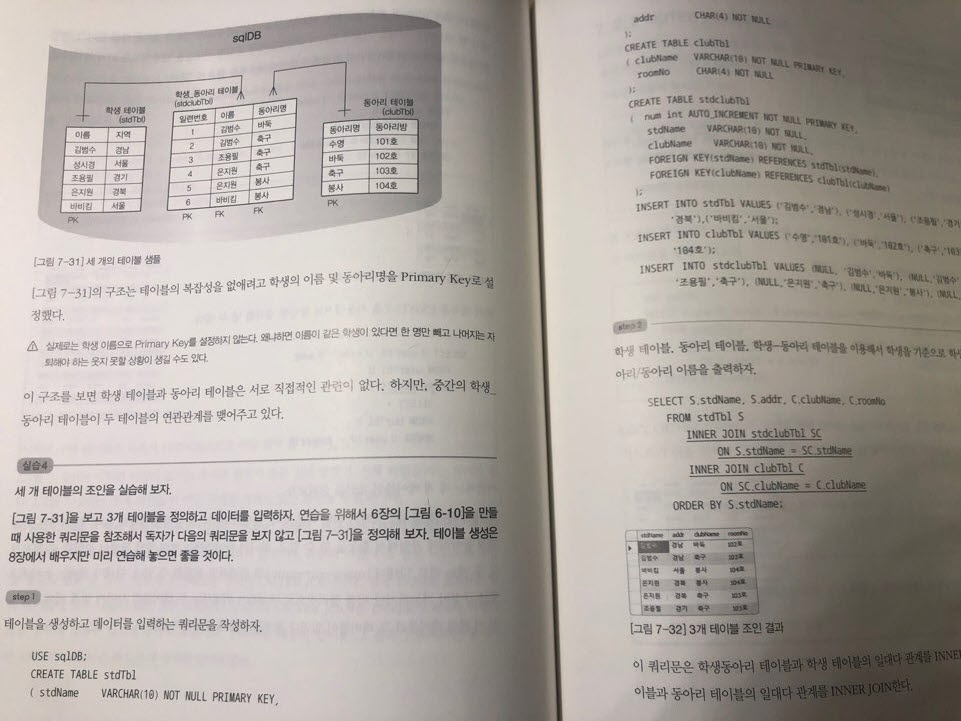 sqlDB
학생 테이블
(stdTbl)
이름 지역
김범수 경남
성시경 서울
조용필 경기
은지원 경북
바비킴 서울
PK
학생_동아리 테이블
(stdclubTbl)
일련번호 이름 동아리명
1 김범수 바둑
2 김범수 축구
3 조용필 축구
4 은지원 축구
5 은지원 봉사
6 바비킴 봉사
PK FK FK
동아리 테이블
(clubTbl)
동아리명 동아리방
수영 101호
바둑 102호
축구 103호
봉사 104호
PK
[그림 7-31] 세 개의 테이블 샘플
[그림 7-31]의 구조는 테이블의 복잡성을 없애려고 학생의 이름 및 동아리명을 Primary Key로 설
정했다.
실제로는 학생 이름으로 Primary Key를 설정하지 않는다. 왜냐하면 이름이 같은 학생이 있다면 한 명만 빼고 나머지는 자
퇴해야 하는 웃지 못할 상황이 생길 수도 있다.
이 구조를 보면 학생 테이블과 동아리 테이블은 서로 직접적인 관련이 없다. 하지만, 중간의 학생_
동아리 테이블이 두 테이블의 연관관계를 맺어주고 있다.
실습4
세 개 테이블의 조인을 실습해 보자.
[그림 7-31]을 보고 3개 테이블을 정의하고 데이터를 입력하자. 연습을 위해서 6장의 [그림 6-10]을 만들
때 사용한 쿼리문을 참조해서 독자가 다음의 쿼리문을 보지 않고 [그림 7-31]을 정의해 보자. 테이블 생성은
8장에서 배우지만 미리 연습해 놓으면 좋을 것이다.
step 1
테이블을 생성하고 데이터를 입력하는 쿼리문을 작성하자.
USE sqlDB;
CREATE TABLE stdTbl
( stdName VARCHAR(10) NOT NULL PRIMARY KEY,
addr CHAR(4) NOT NULL
);
CREATE TABLE clubTbl
( clubName VARCHAR(10) NOT NULL PRIMARY KEY,
roomNo CHAR(4) NOT NULL
);
CREATE TABLE stdclubTbl
( num int AUTO_INCREMENT NOT NULL PRIMARY KEY,
stdName VARCHAR(10) NOT NULL,
clubName VARCHAR(10) NOT NULL,
FOREIGN KEY(stdName) REFERENCES stdTbl(stdName),
FOREIGN KEY(clubName) REFERENCES clubTbl(clubName)
);
INSERT INTO stdTbl VALUES ('김범수','경남'), ('성시경','서울'), ('조용필','경기
'경북'),('바비킴','서울');
INSERT INTO clubTbl VALUES ('수영','101호'), ('바둑','102호'), ('축구','103
'104호');
INSERT INTO stdclubTbl VALUES (NULL, '김범수','바둑'), (NULL,'김범수'
'조용필','축구'), (NULL,'은지원','축구'), (NULL,'은지원','봉사'), (NULL,
step 2
학생 테이블, 동아리 테이블, 학생-동아리 테이블을 이용해서 학생을 기준으로
아리/동아리 이름을 출력하자.
SELECT S.stdName, S.addr, C.clubName, C.roomNo
FROM stdTbl S
INNER JOIN stdclubTbl SC
ON S.stdName = SC.stdName
INNER JOIN clubTbl C
ON SC.clubName = C.clubName
ORDER BY S.stdName;
stdName addr clubName roomNo
김범수 경남 바둑 102호
김범수 경남 축구 103호
바비킴 서울 봉사 104호
은지원 경북 봉사 104호
은지원 경북 축구 103호
조용필 경기 축구 103호
[그림 7-32] 3개 테이블 조인 결과
이 쿼리문은 학생동아리 테이블과 학생 테이블의 일대다 관계를 INNER
이블과 동아리 테이블의 일대다 관계를 INNER JOIN한다.